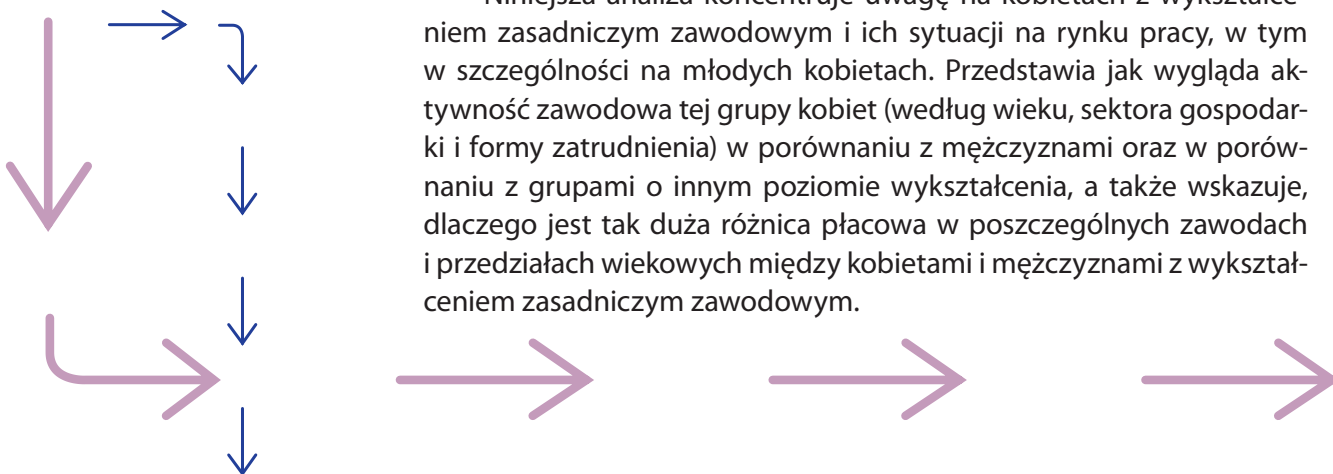 Niniejsza analiza koncentruje uwagę na kobietach z wykształce-
niem zasadniczym zawodowym i ich sytuacji na rynku pracy, w tym
w szczególności na młodych kobietach. Przedstawia jak wygląda ak-
tywność zawodowa tej grupy kobiet (według wieku, sektora gospodar-
ki i formy zatrudnienia) w porównaniu z mężczyznami oraz w porów-
naniu z grupami o innym poziomie wykształcenia, a także wskazuje,
dlaczego jest tak duża różnica płacowa w poszczególnych zawodach
i przedziałach wiekowych między kobietami i mężczyznami z wykształ-
ceniem zasadniczym zawodowym.